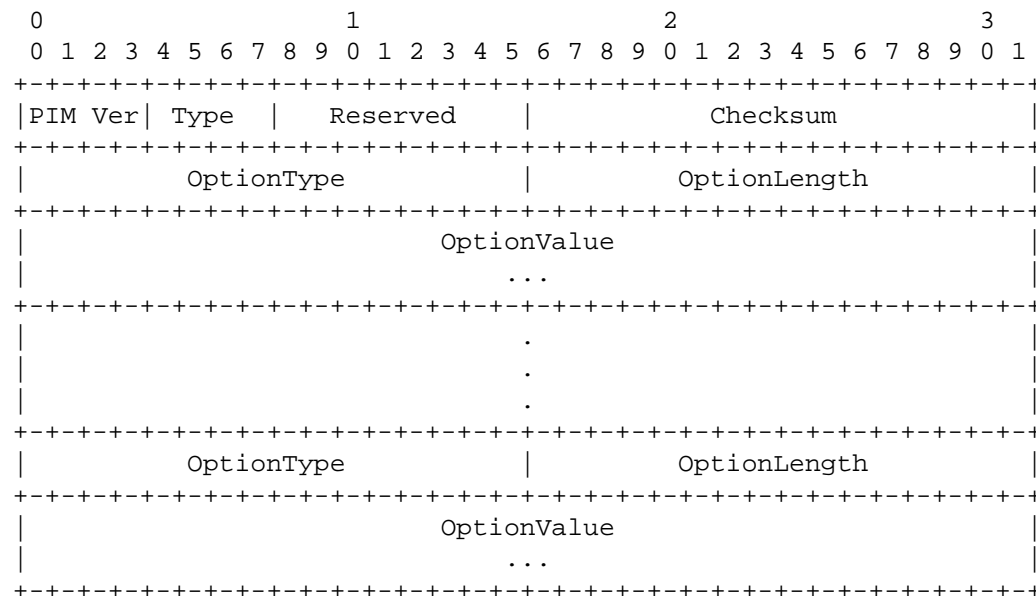 0                   1                   2                   3
 0 1 2 3 4 5 6 7 8 9 0 1 2 3 4 5 6 7 8 9 0 1 2 3 4 5 6 7 8 9 0 1
+-+-+-+-+-+-+-+-+-+-+-+-+-+-+-+-+-+-+-+-+-+-+-+-+-+-+-+-+-+-+-+-+
|PIM Ver| Type  |   Reserved    |           Checksum            |
+-+-+-+-+-+-+-+-+-+-+-+-+-+-+-+-+-+-+-+-+-+-+-+-+-+-+-+-+-+-+-+-+
|          OptionType           |         OptionLength          |
+-+-+-+-+-+-+-+-+-+-+-+-+-+-+-+-+-+-+-+-+-+-+-+-+-+-+-+-+-+-+-+-+
|                          OptionValue                          |
|                              ...                              |
+-+-+-+-+-+-+-+-+-+-+-+-+-+-+-+-+-+-+-+-+-+-+-+-+-+-+-+-+-+-+-+-+
|                               .                               |
|                               .                               |
|                               .                               |
+-+-+-+-+-+-+-+-+-+-+-+-+-+-+-+-+-+-+-+-+-+-+-+-+-+-+-+-+-+-+-+-+
|          OptionType           |         OptionLength          |
+-+-+-+-+-+-+-+-+-+-+-+-+-+-+-+-+-+-+-+-+-+-+-+-+-+-+-+-+-+-+-+-+
|                          OptionValue                          |
|                              ...                              |
+-+-+-+-+-+-+-+-+-+-+-+-+-+-+-+-+-+-+-+-+-+-+-+-+-+-+-+-+-+-+-+-+